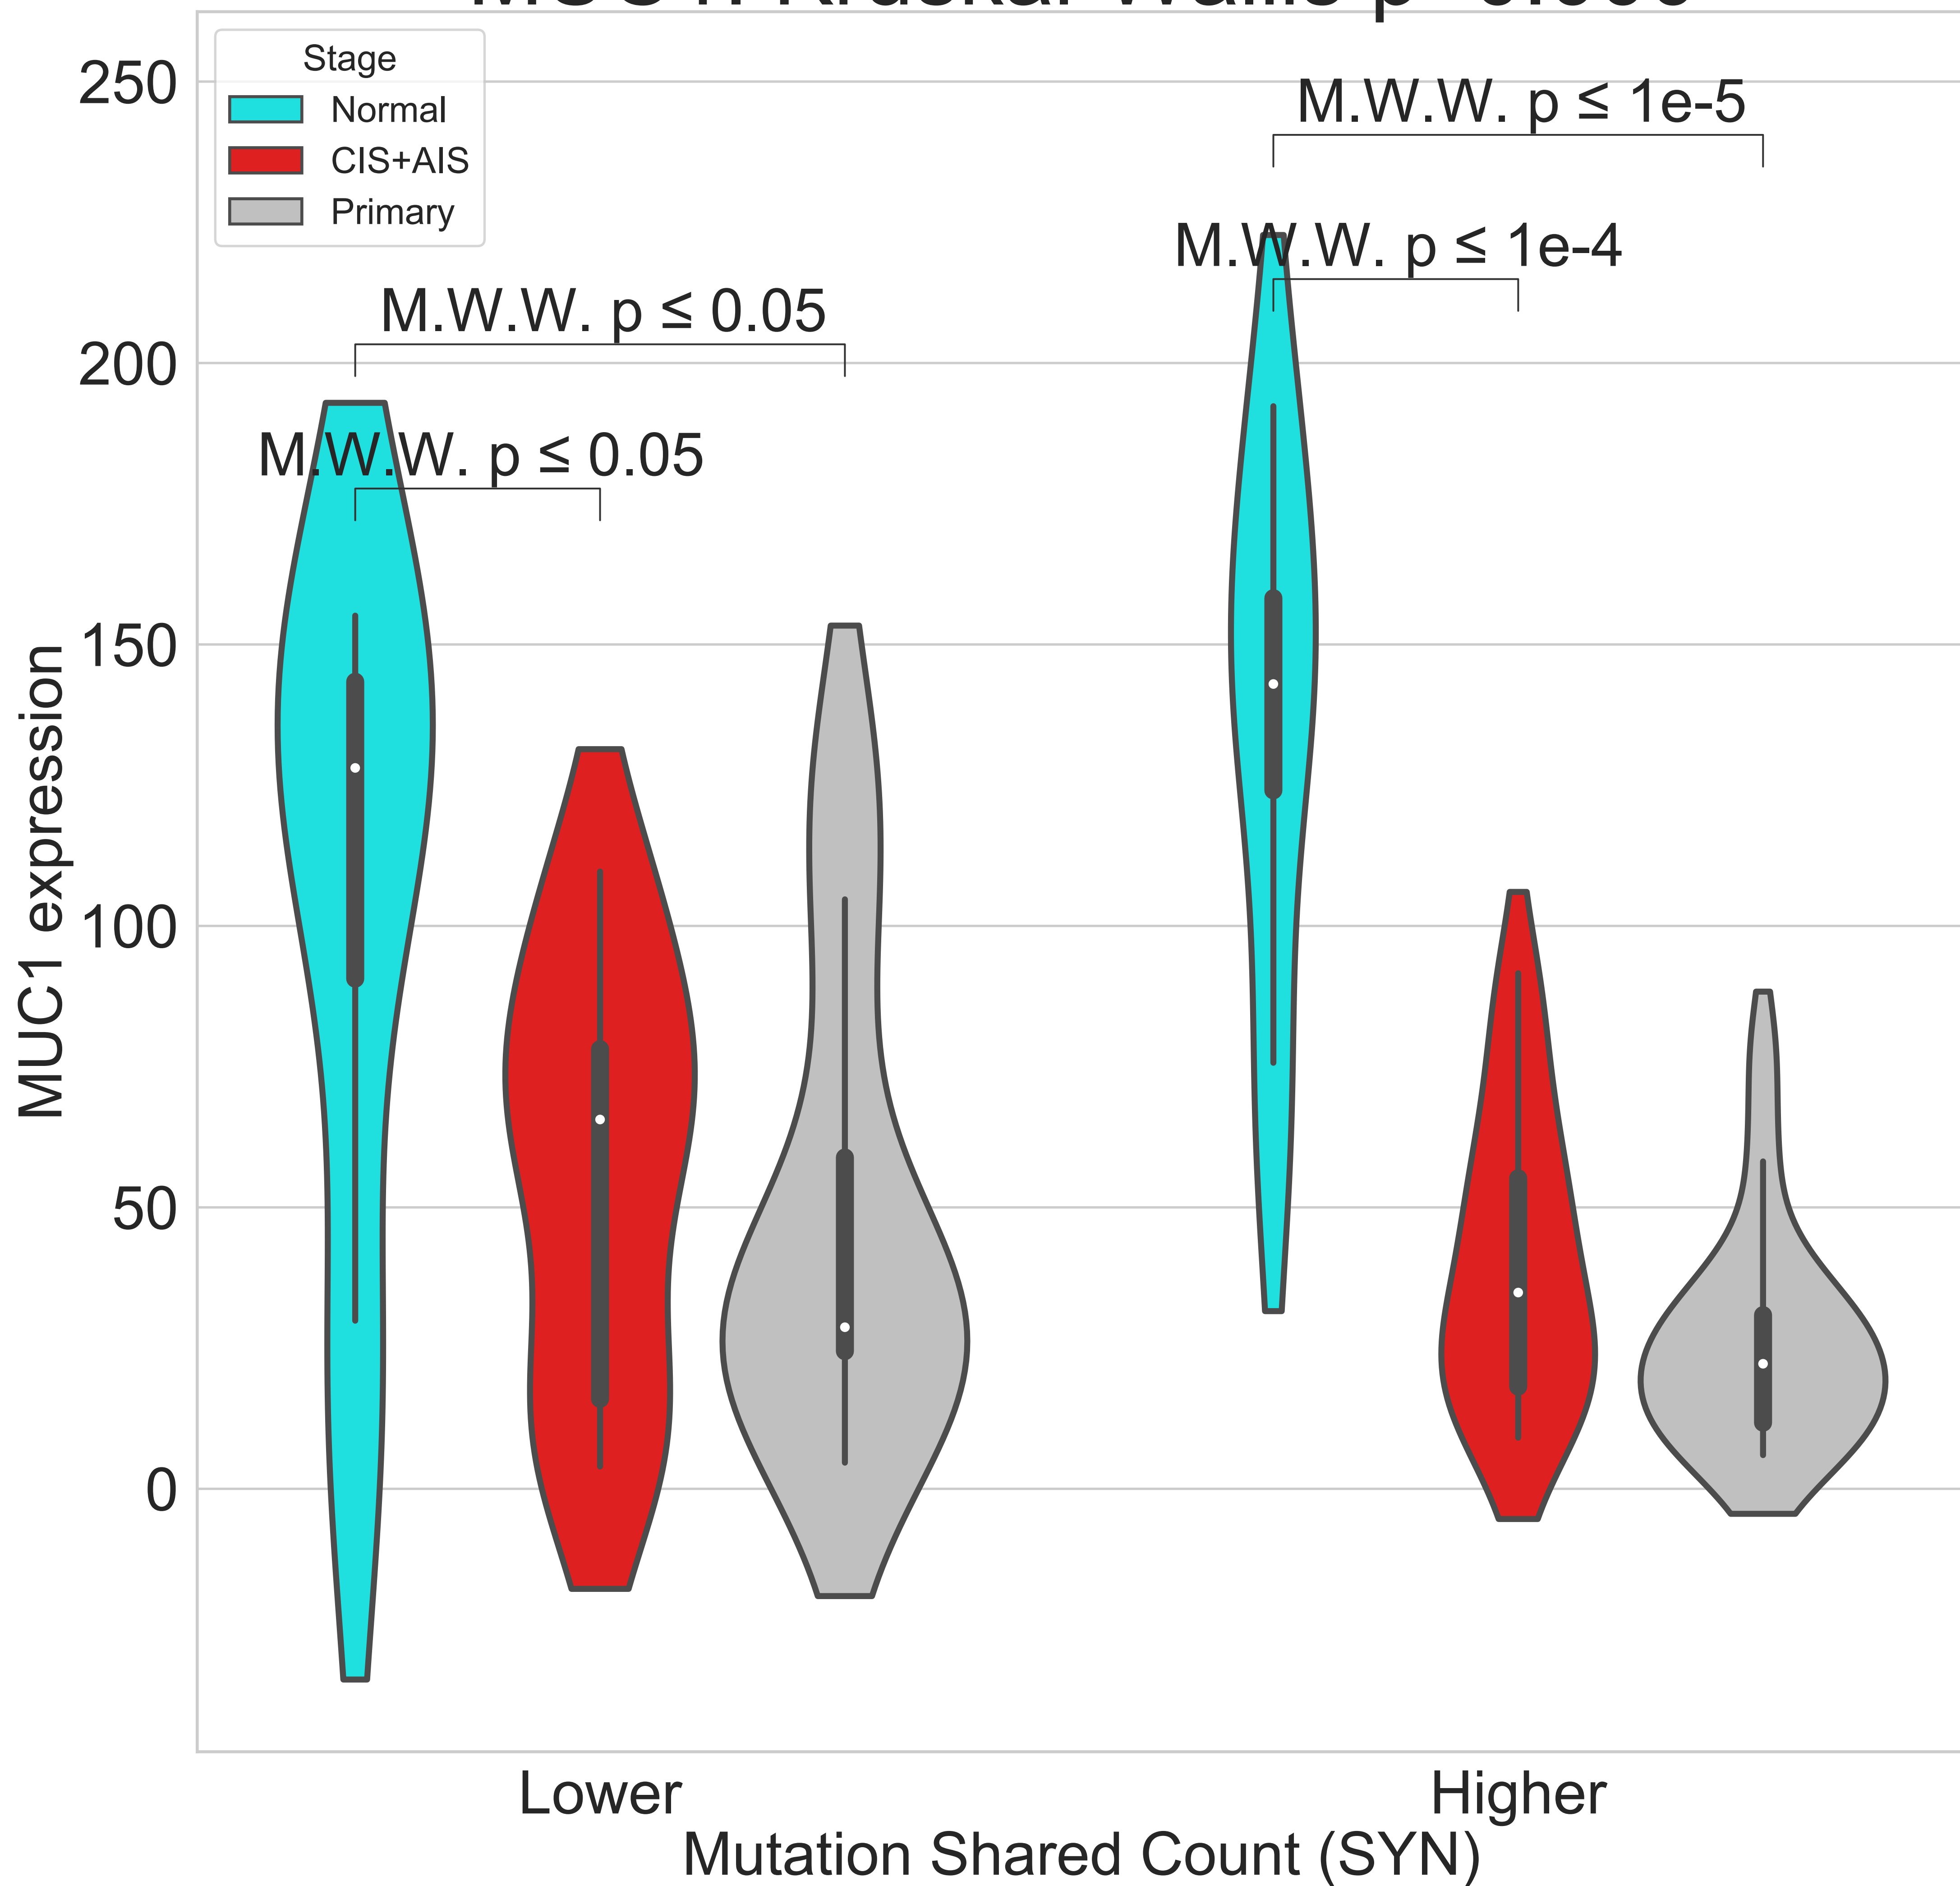 250
200
150
100
50
0
MUC1 expression
Stage
Normal
CIS+AIS
Primary
M.W.W. p ≤ 1e-5
M.W.W. p ≤ 1e-4
M.W.W. p ≤ 0.05
M.W.W. p ≤ 0.05
Lower
Higher
Mutation Shared Count (SYN)